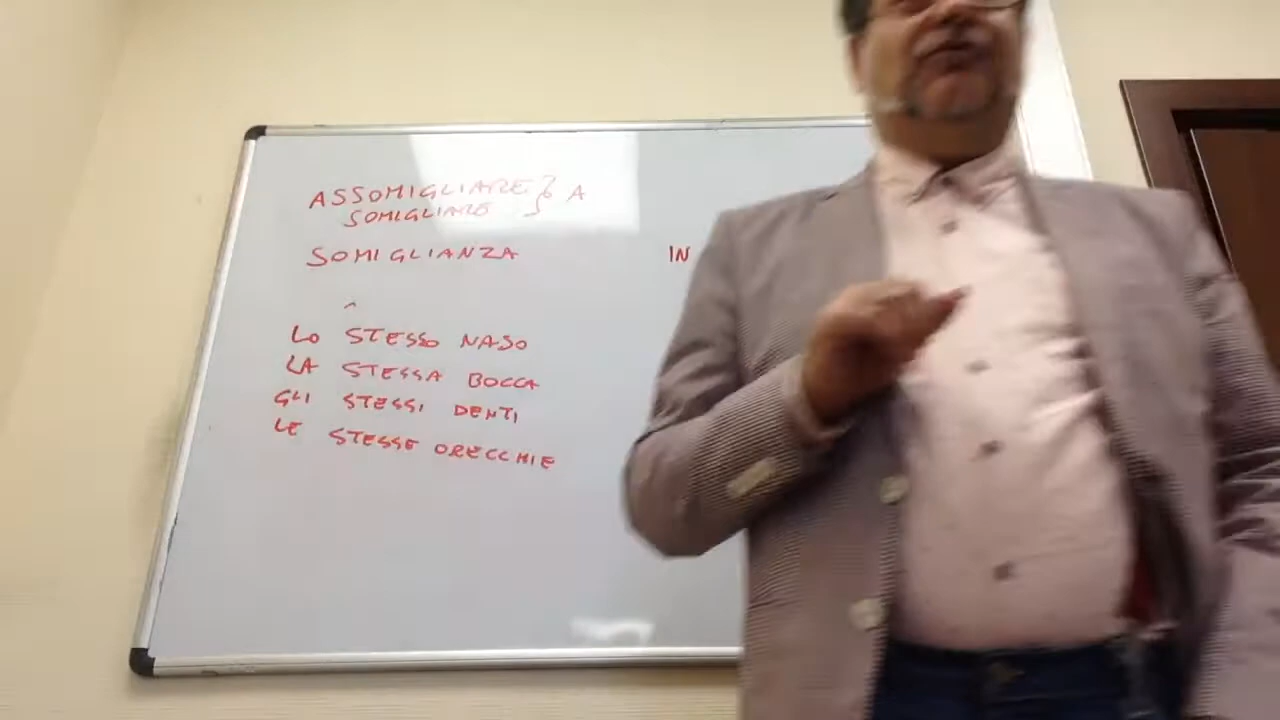 ASSOMIGLIARE } A
SOMIGLIARE
SOMIGLIANZA IN
LO STESSO NASO
LA STESSA BOCCA
GLI STESSI DENTI
LE STESSE ORECCHIE